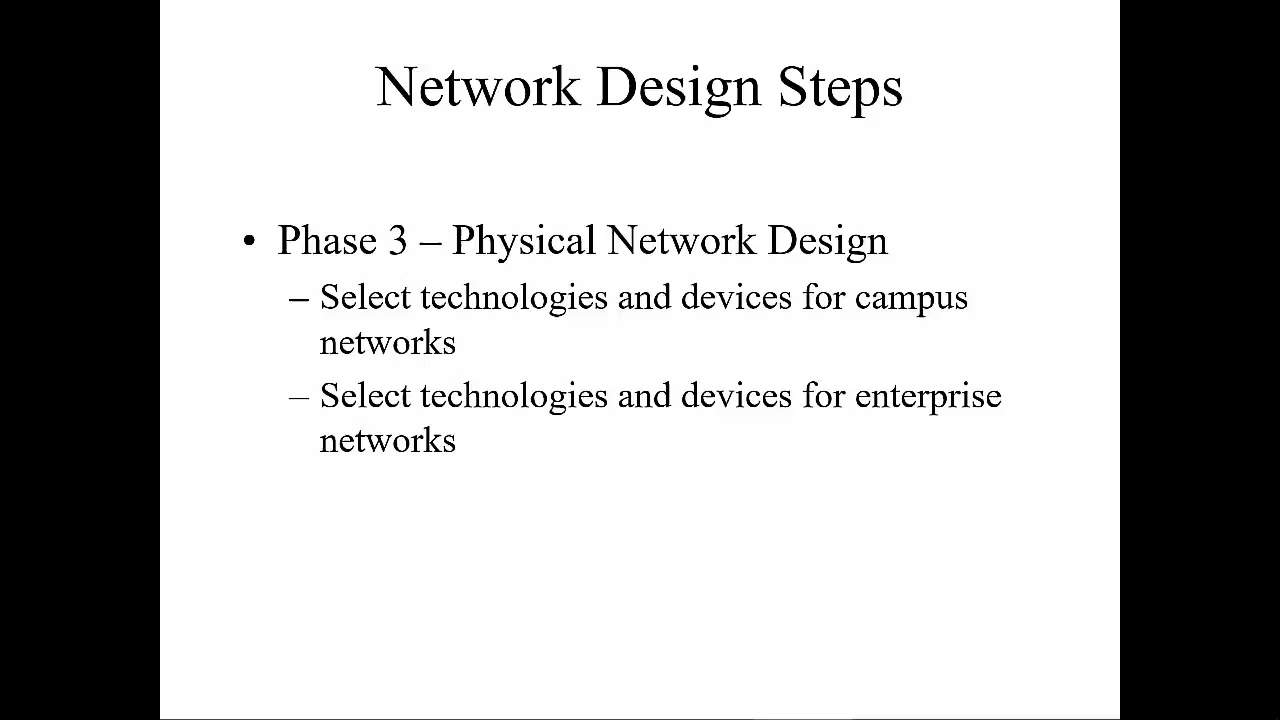 Network Design Steps
• Phase 3 – Physical Network Design
– Select technologies and devices for campus
networks
– Select technologies and devices for enterprise
networks